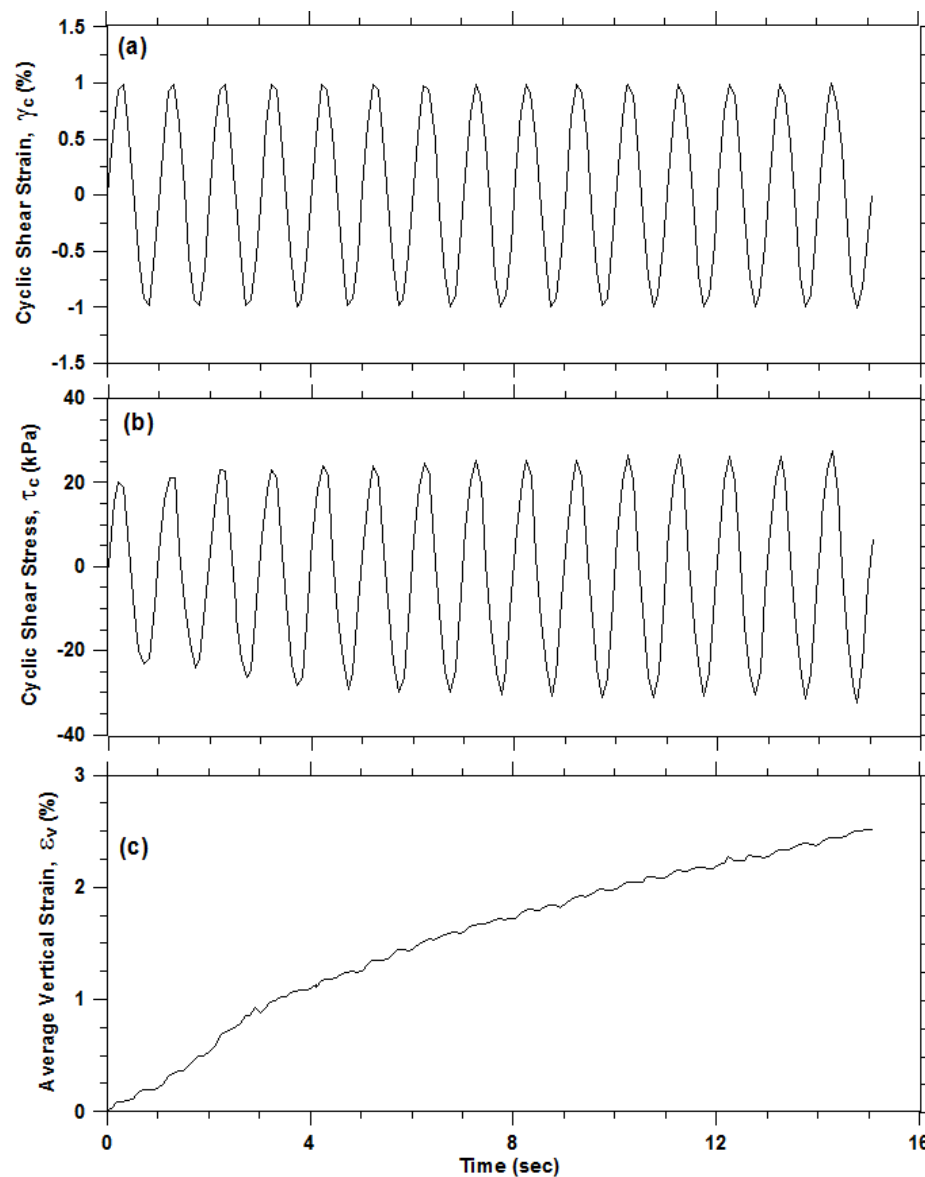 (a)
Cyclic Shear Strain, γc (%)
1.5
1
0.5
0
-0.5
-1
-1.5
(b)
Cyclic Shear Stress, τc (kPa)
40
20
0
-20
-40
(c)
Average Vertical Strain, εv (%)
3
2
1
0
0 4 8 12 16
Time (sec)